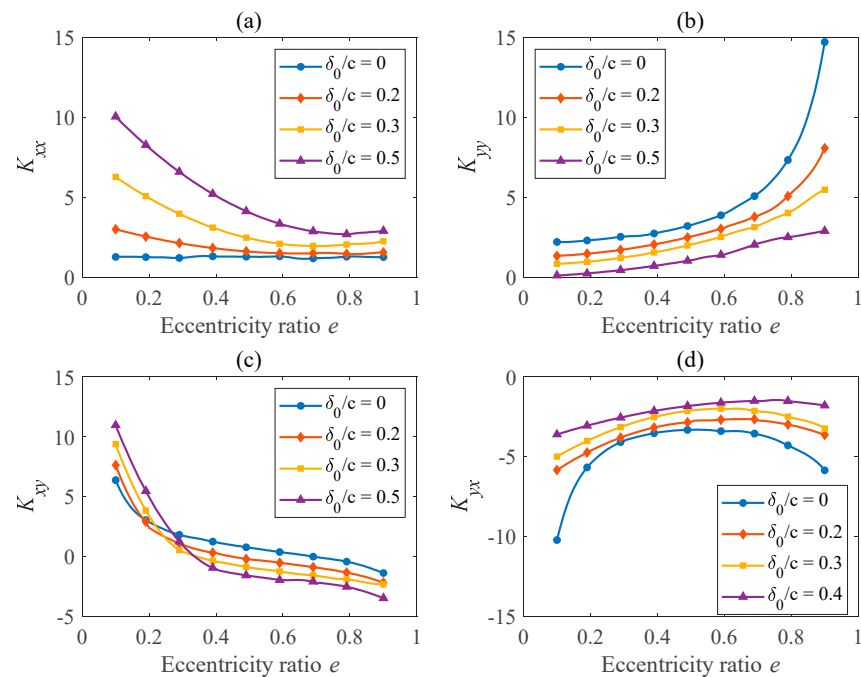 (a)
15
10
5
0
0
0.2
0.4
0.6
0.8
1
K_xx
Eccentricity ratio e
δ_0/c = 0
δ_0/c = 0.2
δ_0/c = 0.3
δ_0/c = 0.5
(b)
15
10
5
0
0
0.2
0.4
0.6
0.8
1
K_yy
Eccentricity ratio e
δ_0/c = 0
δ_0/c = 0.2
δ_0/c = 0.3
δ_0/c = 0.5
(c)
15
10
5
0
-5
0
0.2
0.4
0.6
0.8
1
K_xy
Eccentricity ratio e
δ_0/c = 0
δ_0/c = 0.2
δ_0/c = 0.3
δ_0/c = 0.5
(d)
0
-5
-10
-15
0
0.2
0.4
0.6
0.8
1
K_yx
Eccentricity ratio e
δ_0/c = 0
δ_0/c = 0.2
δ_0/c = 0.3
δ_0/c = 0.4